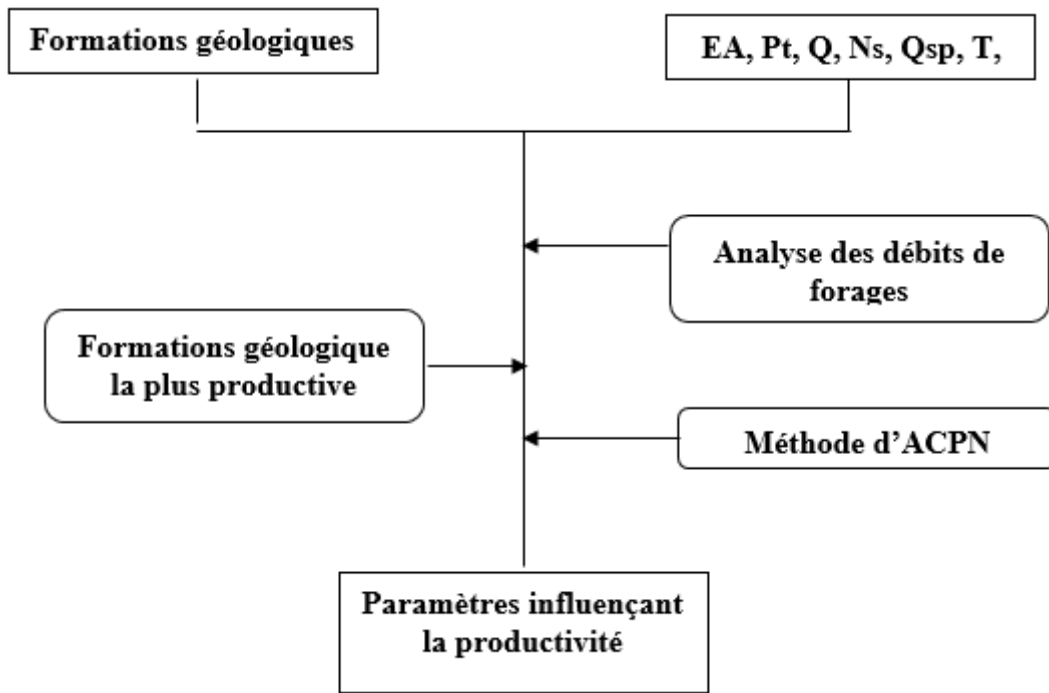 Formations géologiques
EA, Pt, Q, Ns, Qsp, T,
Analyse des débits de
forages
Formations géologique
la plus productive
Méthode d’ACPN
Paramètres influençant
la productivité